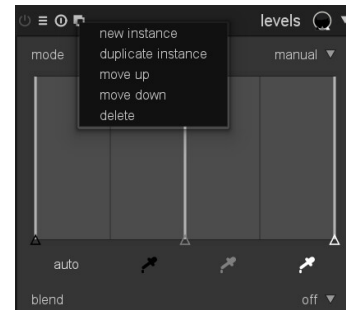 levels
new instance
duplicate instance
move up
move down
delete
mode manual
auto
blend off